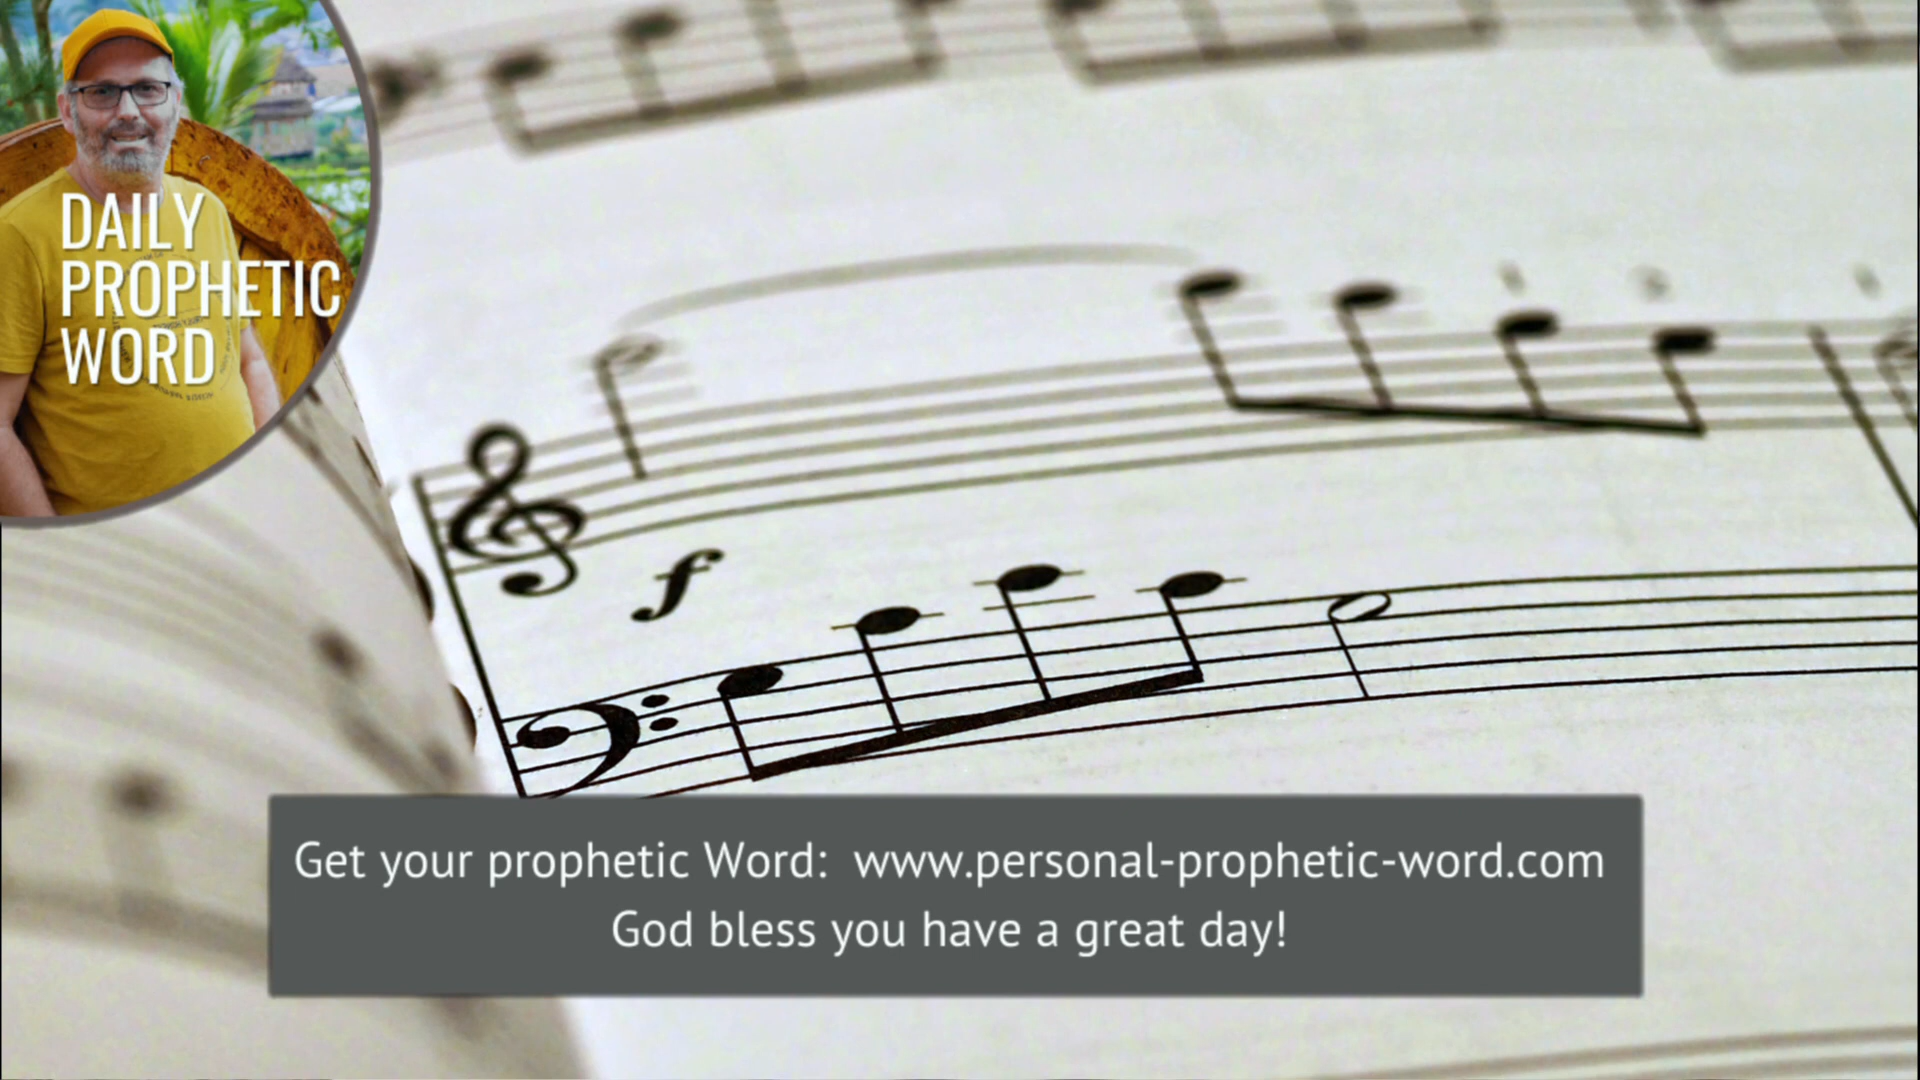 DAILY
PROPHETIC
WORD
f
Get your prophetic Word:  www.personal-prophetic-word.com
God bless you have a great day!